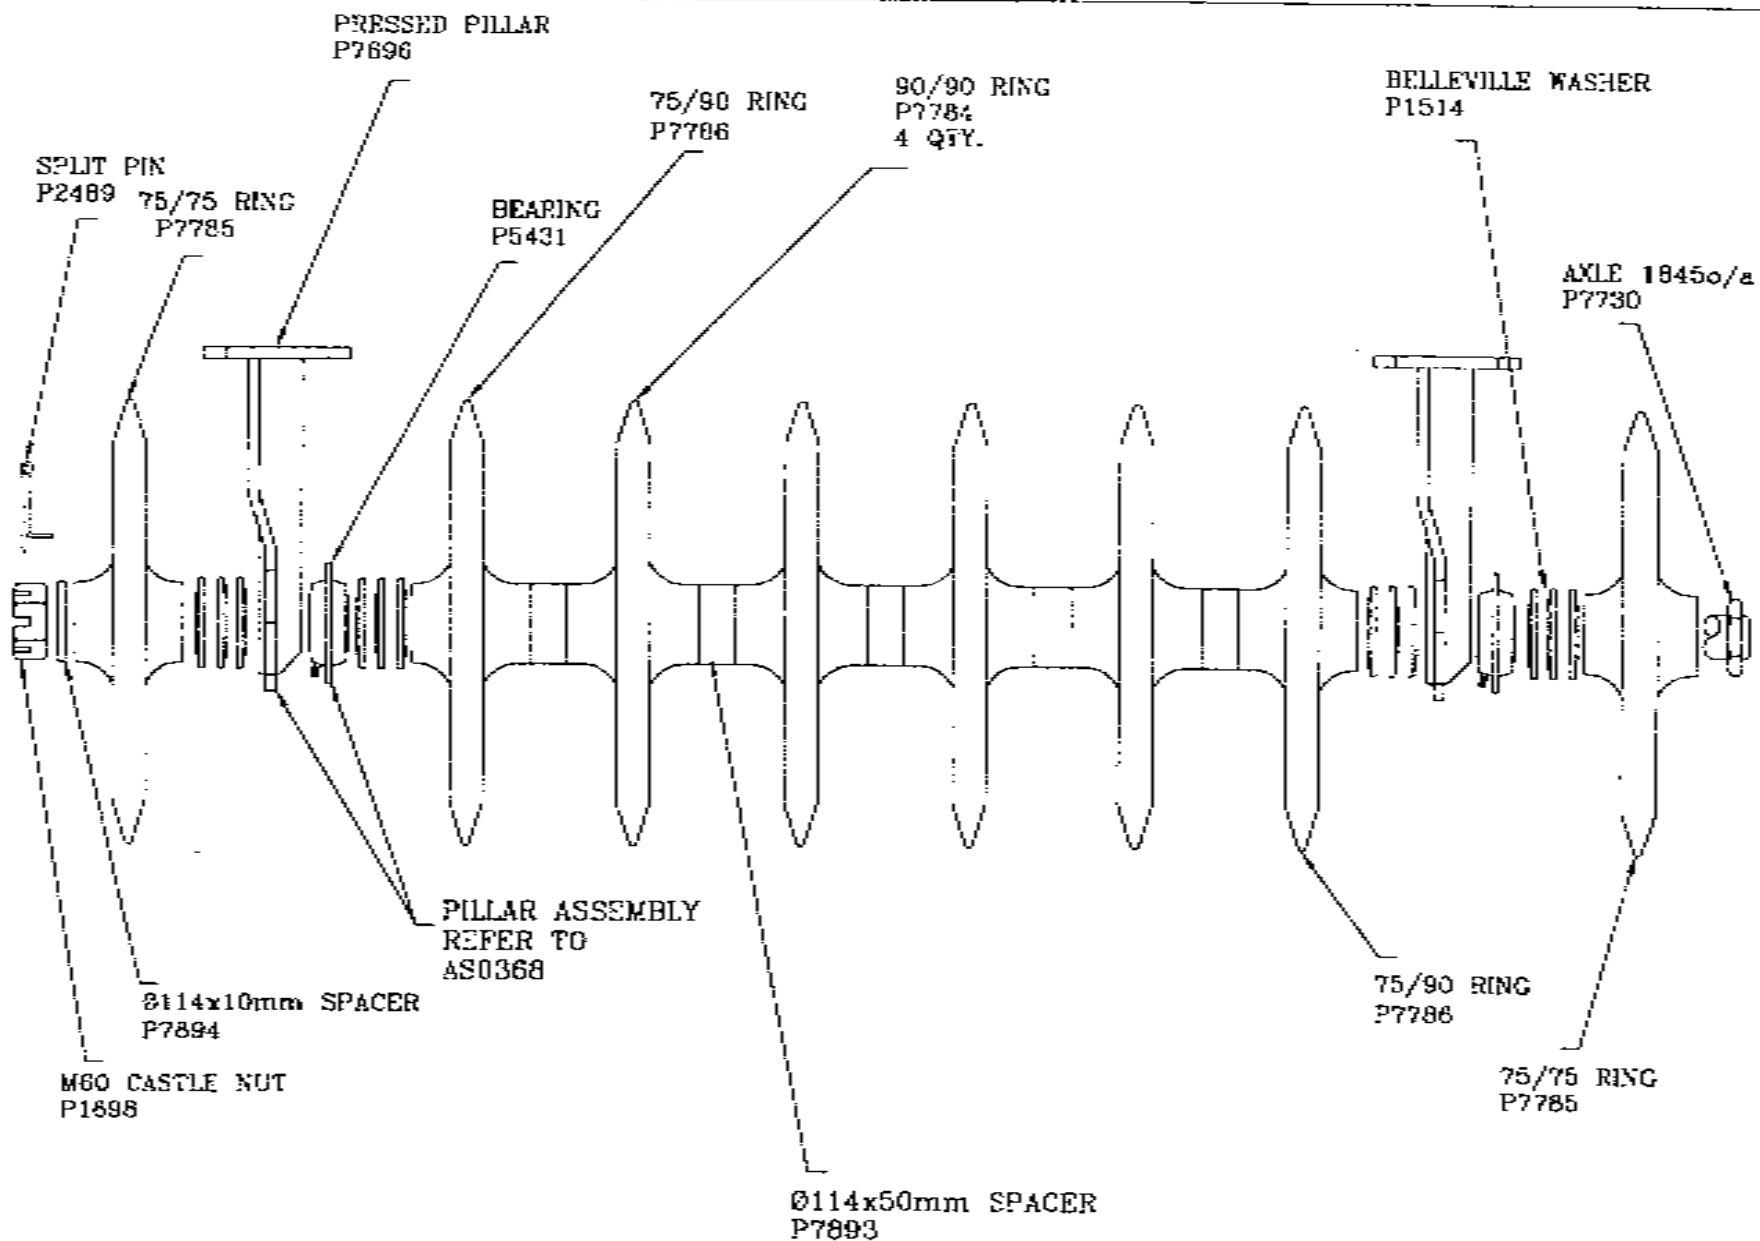 PRESSED PILLAR
P7696
75/90 RING
P7786
90/90 RING
P7784
4 QTY.
BELLEVILLE WASHER
P1514
SPLIT PIN
P2489
75/75 RING
P7785
BEARING
P5431
AXLE 1845o/a
P7730
PILLAR ASSEMBLY
REFER TO
AS0368
Ø114x10mm SPACER
P7894
M60 CASTLE NUT
P1698
75/90 RING
P7786
75/75 RING
P7785
Ø114x50mm SPACER
P7893